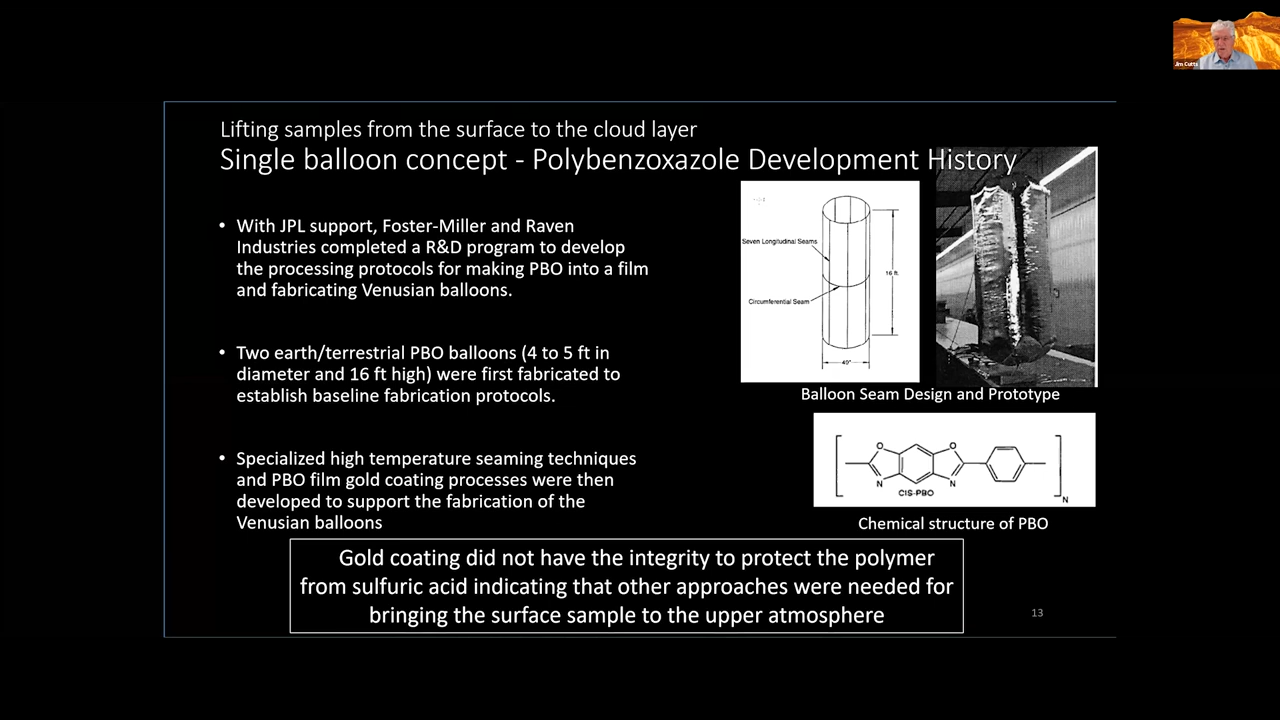 Jim Cutts
Lifting samples from the surface to the cloud layer
Single balloon concept - Polybenzoxazole Development History
• With JPL support, Foster-Miller and Raven
Industries completed a R&D program to develop
the processing protocols for making PBO into a film
and fabricating Venusian balloons.
• Two earth/terrestrial PBO balloons (4 to 5 ft in
diameter and 16 ft high) were first fabricated to
establish baseline fabrication protocols.
• Specialized high temperature seaming techniques
and PBO film gold coating processes were then
developed to support the fabrication of the
Venusian balloons
Seven Longitudinal Seams
16 ft.
Circumferential Seam
40"
Balloon Seam Design and Prototype
O
O
N
N
CIS-PBO
N
Chemical structure of PBO
Gold coating did not have the integrity to protect the polymer
from sulfuric acid indicating that other approaches were needed for
bringing the surface sample to the upper atmosphere
13